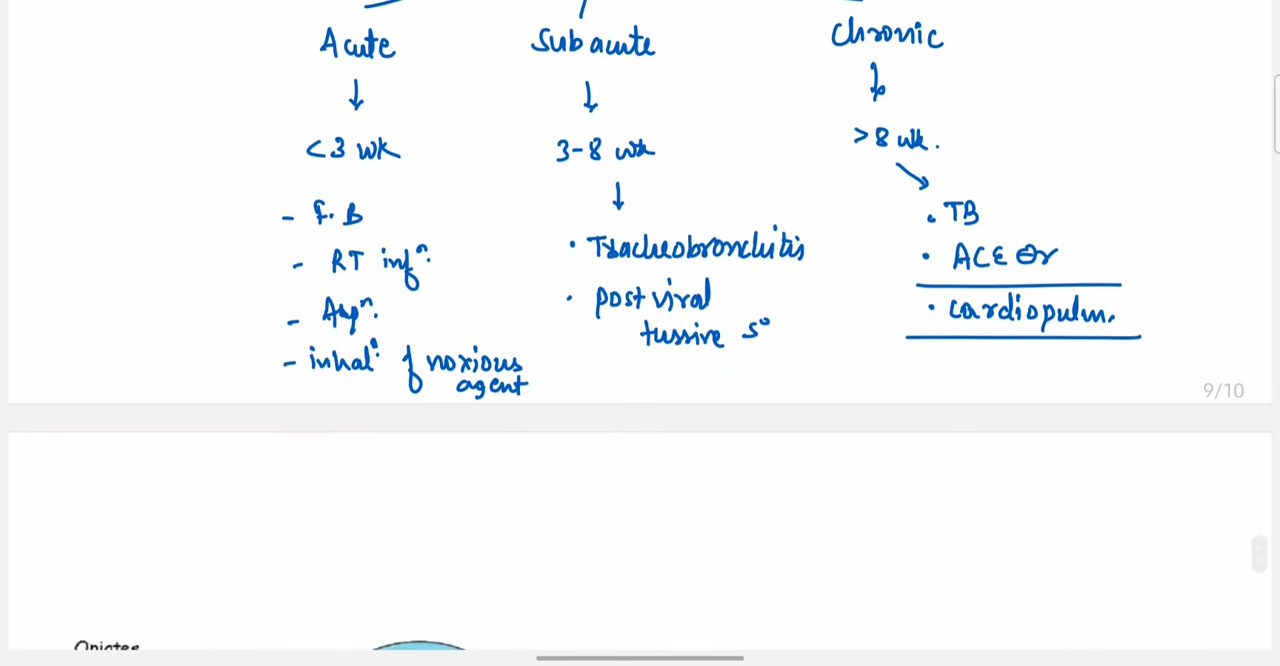 Acute
Subacute
Chronic
<3 wk
3-8 wk
>8 wk.
- F.B
- RT infⁿ.
- Aspⁿ.
- inhalⁿ. of noxious
agent
• Tracheobronchitis
• post viral
tussive S°
• TB
• ACE
• Cardiopulm.
9/10
Opiates